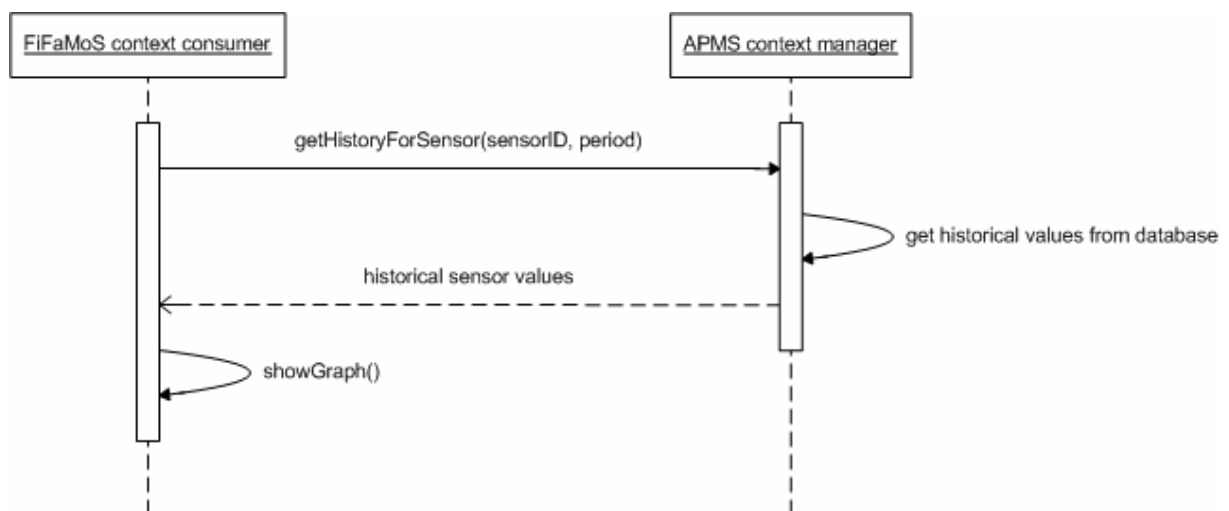 FiFaMoS context consumer
APMS context manager
getHistoryForSensor(sensorID, period)
get historical values from database
historical sensor values
showGraph()